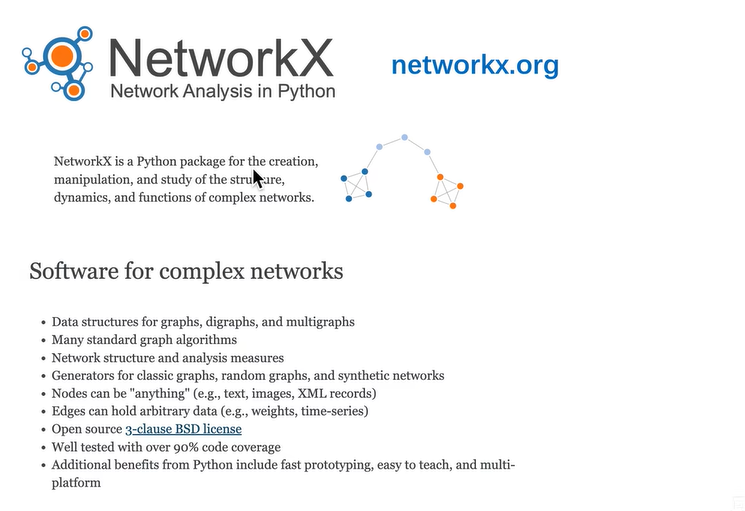 NetworkX
Network Analysis in Python
networkx.org
NetworkX is a Python package for the creation,
manipulation, and study of the structure,
dynamics, and functions of complex networks.
Software for complex networks
• Data structures for graphs, digraphs, and multigraphs
• Many standard graph algorithms
• Network structure and analysis measures
• Generators for classic graphs, random graphs, and synthetic networks
• Nodes can be "anything" (e.g., text, images, XML records)
• Edges can hold arbitrary data (e.g., weights, time-series)
• Open source 3-clause BSD license
• Well tested with over 90% code coverage
• Additional benefits from Python include fast prototyping, easy to teach, and multi-
platform